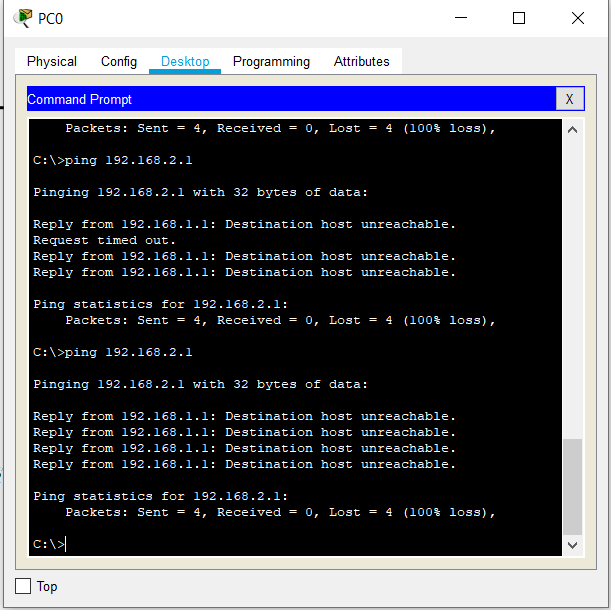 PC0
Physical Config Desktop Programming Attributes
Command Prompt X
Packets: Sent = 4, Received = 0, Lost = 4 (100% loss),
C:\>ping 192.168.2.1
Pinging 192.168.2.1 with 32 bytes of data:
Reply from 192.168.1.1: Destination host unreachable.
Request timed out.
Reply from 192.168.1.1: Destination host unreachable.
Reply from 192.168.1.1: Destination host unreachable.
Ping statistics for 192.168.2.1:
Packets: Sent = 4, Received = 0, Lost = 4 (100% loss),
C:\>ping 192.168.2.1
Pinging 192.168.2.1 with 32 bytes of data:
Reply from 192.168.1.1: Destination host unreachable.
Reply from 192.168.1.1: Destination host unreachable.
Reply from 192.168.1.1: Destination host unreachable.
Reply from 192.168.1.1: Destination host unreachable.
Ping statistics for 192.168.2.1:
Packets: Sent = 4, Received = 0, Lost = 4 (100% loss),
C:\>
Top